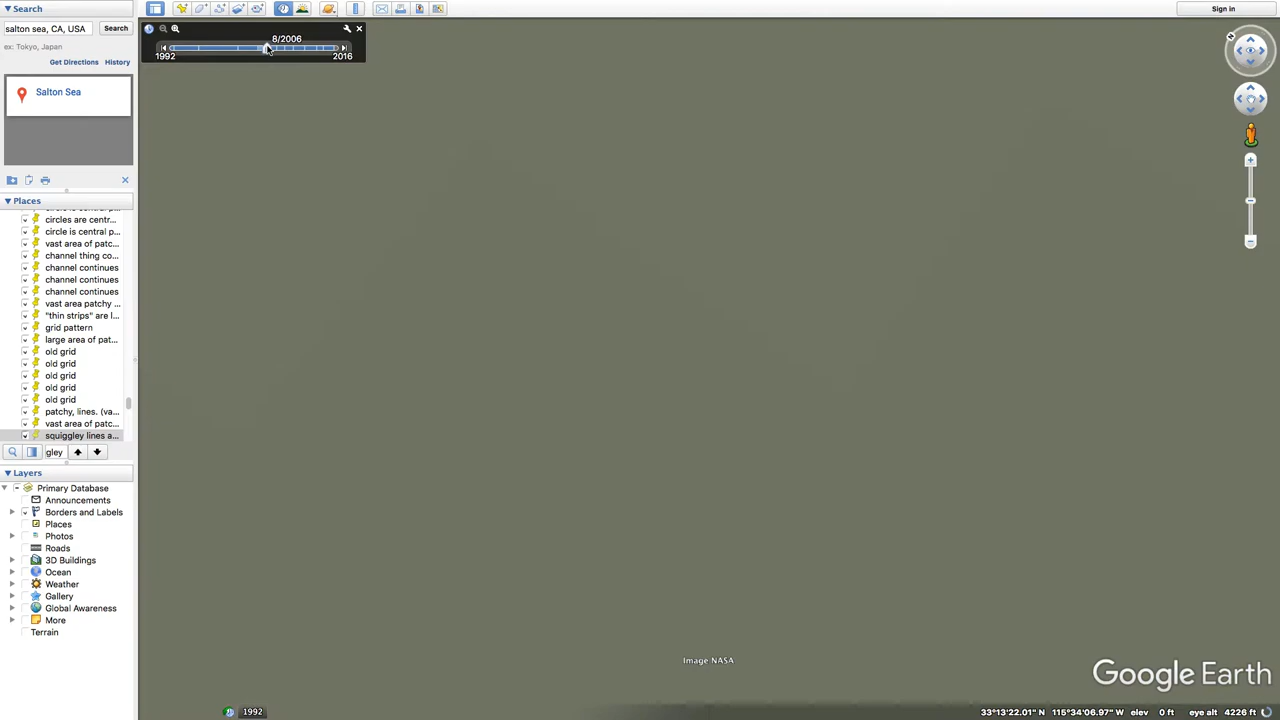 Search
Sign in
salton sea, CA, USA
Search
ex: Tokyo, Japan
Get Directions
History
Salton Sea
8/2006
1992
2016
Places
circles are centr...
circle is central p...
vast area of patc...
channel thing co...
channel continues
channel continues
channel continues
vast area patchy ...
"thin strips" are l...
grid pattern
large area of pat...
old grid
old grid
old grid
old grid
old grid
patchy, lines. (va...
vast area of patc...
squiggley lines a...
gley
Layers
Primary Database
Announcements
Borders and Labels
Places
Photos
Roads
3D Buildings
Ocean
Weather
Gallery
Global Awareness
More
Terrain
Image NASA
Google Earth
1992
33°13'22.01" N 115°34'06.97" W elev 0 ft eye alt 4226 ft